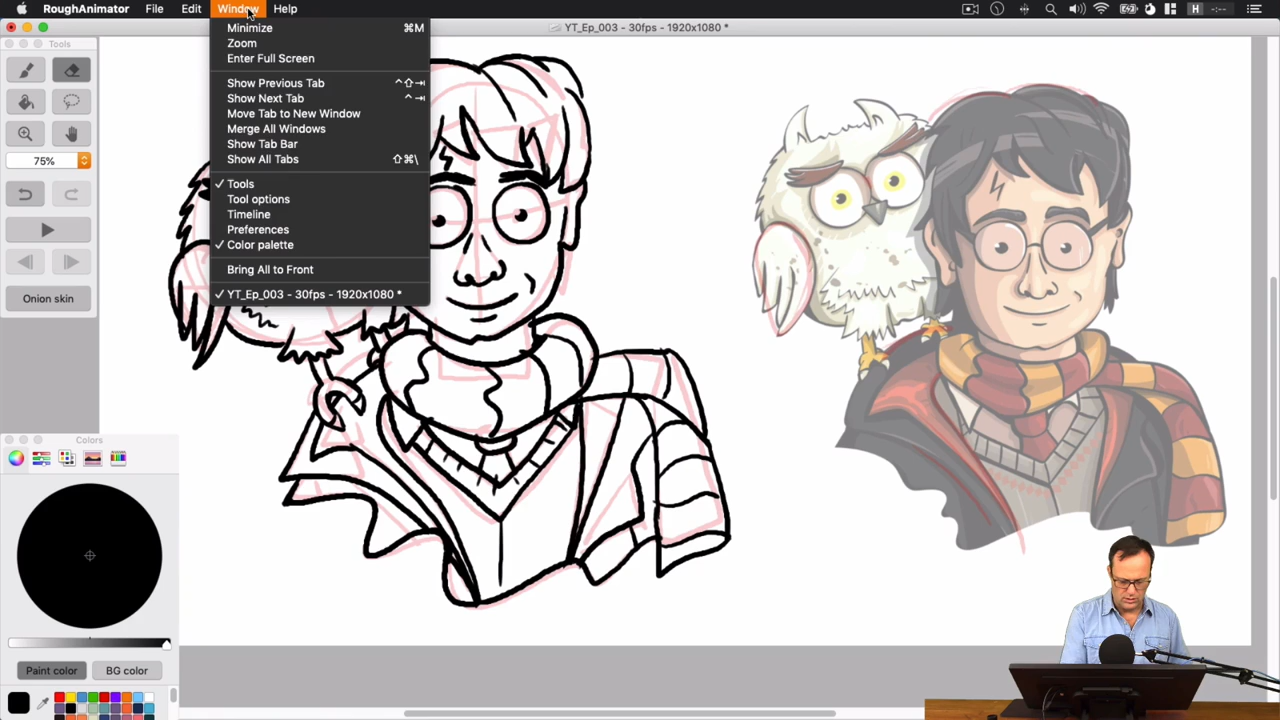 RoughAnimator File Edit Window Help
YT_Ep_003 - 30fps - 1920x1080 *
Tools
Minimize ⌘M
Zoom
Enter Full Screen
Show Previous Tab ⌃⇧⇥
Show Next Tab ⌃⇥
Move Tab to New Window
Merge All Windows
Show Tab Bar
Show All Tabs ⇧⌘\
✓ Tools
Tool options
Timeline
Preferences
✓ Color palette
Bring All to Front
✓ YT_Ep_003 - 30fps - 1920x1080 *
75%
Onion skin
Colors
Paint color BG color